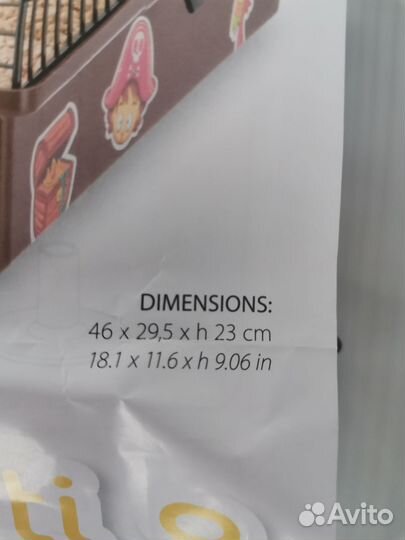 DIMENSIONS:
46 x 29,5 x h 23 cm
18.1 x 11.6 x h 9.06 in
Avito